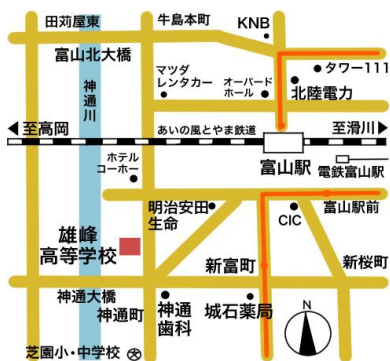 田苅屋東
牛島本町
KNB
富山北大橋
タワー111
マツダ
レンタカー
オーバード
ホール
北陸電力
神通川
至高岡
あいの風とやま鉄道
至滑川
富山駅
電鉄富山駅
ホテル
コーホー
明治安田
生命
CIC
富山駅前
雄峰
高等学校
新富町
新桜町
神通大橋
神通町
神通
歯科
城石薬局
N
芝園小・中学校
文